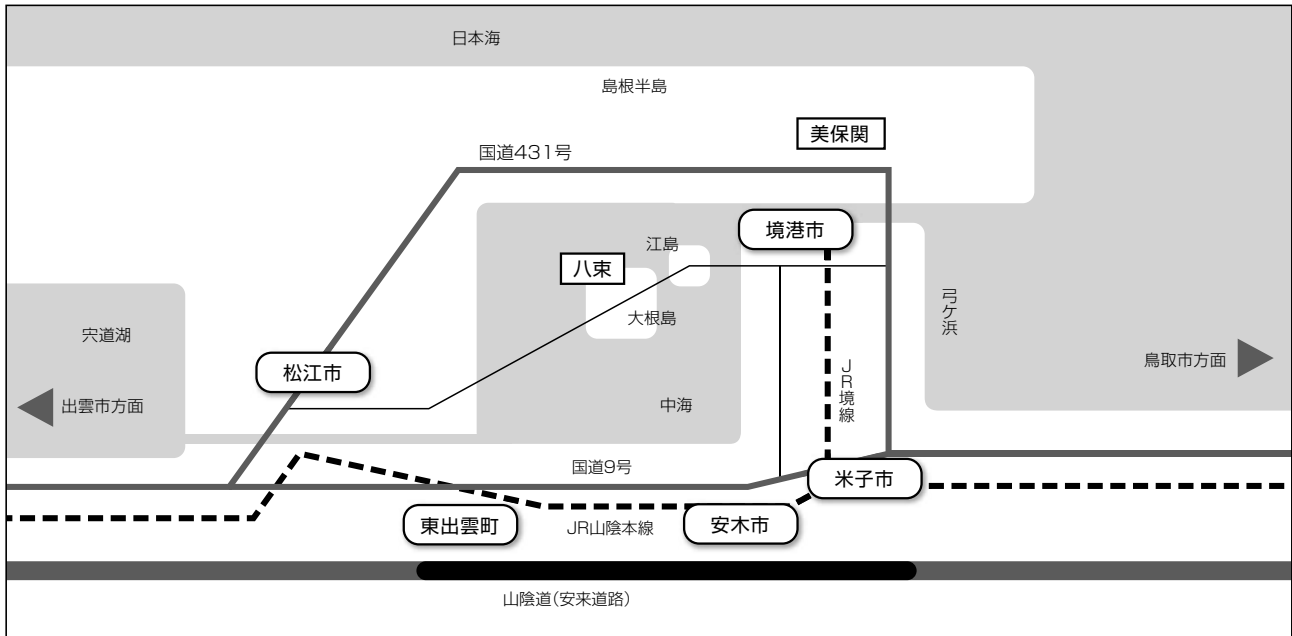 日本海
島根半島
美保関
国道431号
境港市
江島
八束
大根島
弓ケ浜
宍道湖
松江市
鳥取市方面
JR境線
出雲市方面
中海
国道9号
米子市
東出雲町
JR山陰本線
安木市
山陰道(安来道路)